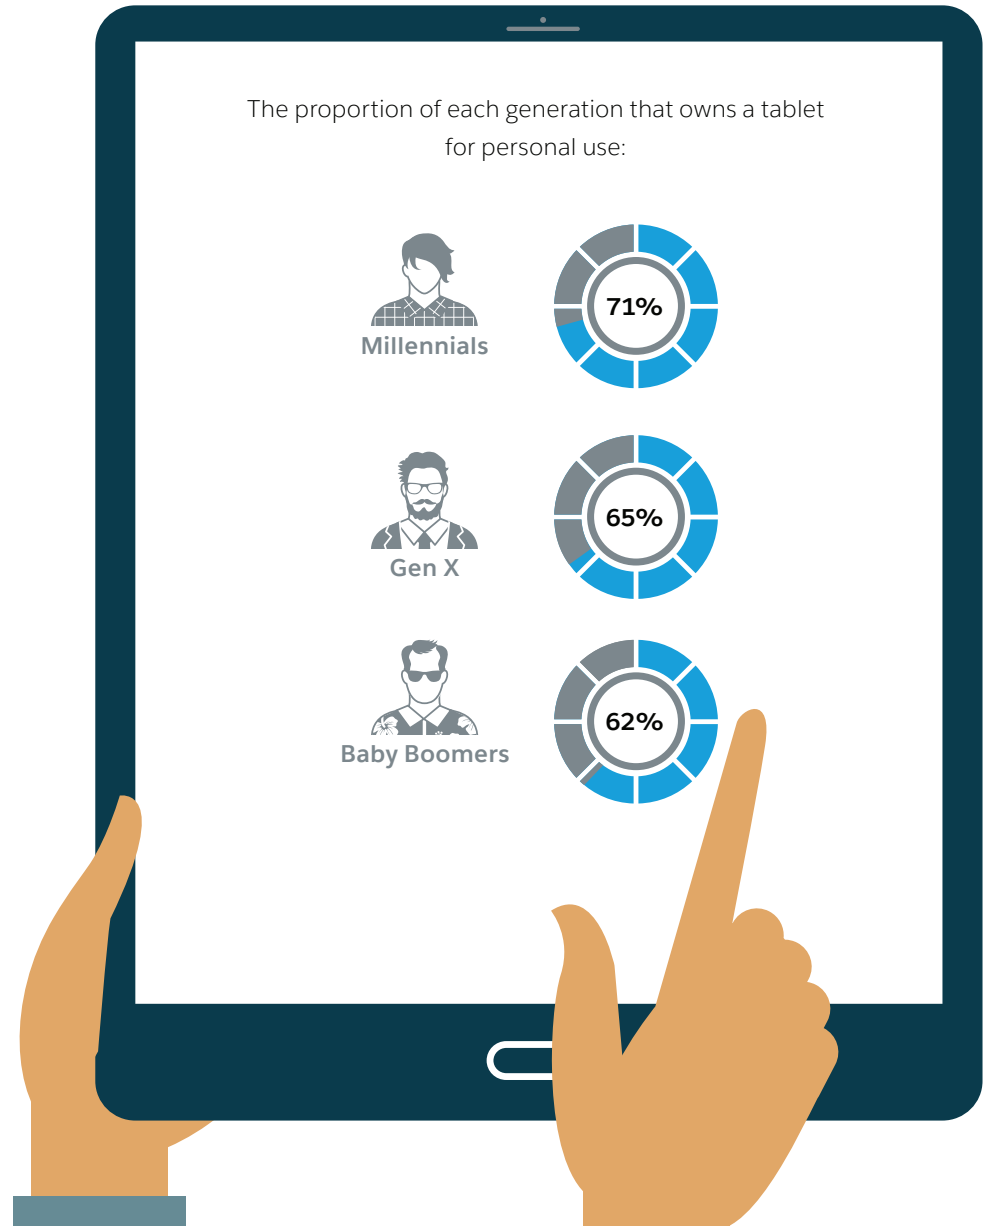 The proportion of each generation that owns a tablet
for personal use:
71%
Millennials
65%
Gen X
62%
Baby Boomers